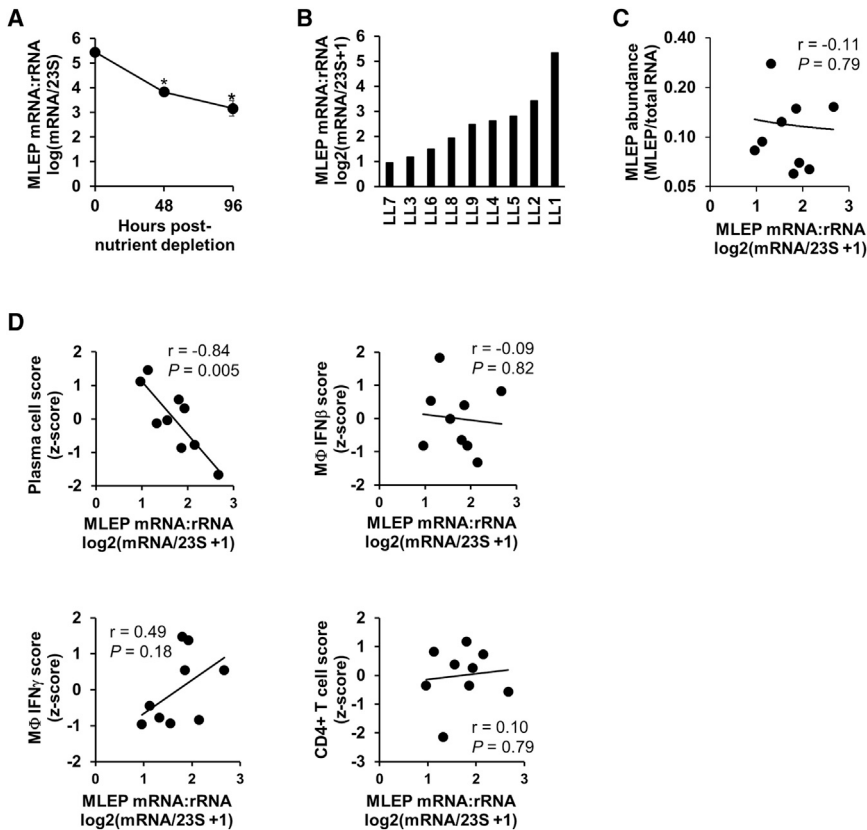 A
MLEP mRNA:rRNA
log(mRNA/23S)
6
5
4
3
2
1
0
*
*
0
48
96
Hours post-
nutrient depletion
B
MLEP mRNA:rRNA
log2(mRNA/23S+1)
6
5
4
3
2
1
0
LL7
LL3
LL6
LL8
LL9
LL4
LL5
LL2
LL1
C
MLEP abundance
(MLEP/total RNA)
0.40
0.20
0.10
0.05
r = -0.11
P = 0.79
0
1
2
3
MLEP mRNA:rRNA
log2(mRNA/23S +1)
D
Plasma cell score
(z-score)
2
1
0
-1
-2
r = -0.84
P = 0.005
0
1
2
3
MLEP mRNA:rRNA
log2(mRNA/23S +1)
MΦ IFNβ score
(z-score)
2
1
0
-1
-2
r = -0.09
P = 0.82
0
1
2
3
MLEP mRNA:rRNA
log2(mRNA/23S +1)
MΦ IFNγ score
(z-score)
2
1
0
-1
-2
r = 0.49
P = 0.18
0
1
2
3
MLEP mRNA:rRNA
log2(mRNA/23S +1)
CD4+ T cell score
(z-score)
2
1
0
-1
-2
-3
r = 0.10
P = 0.79
0
1
2
3
MLEP mRNA:rRNA
log2(mRNA/23S +1)